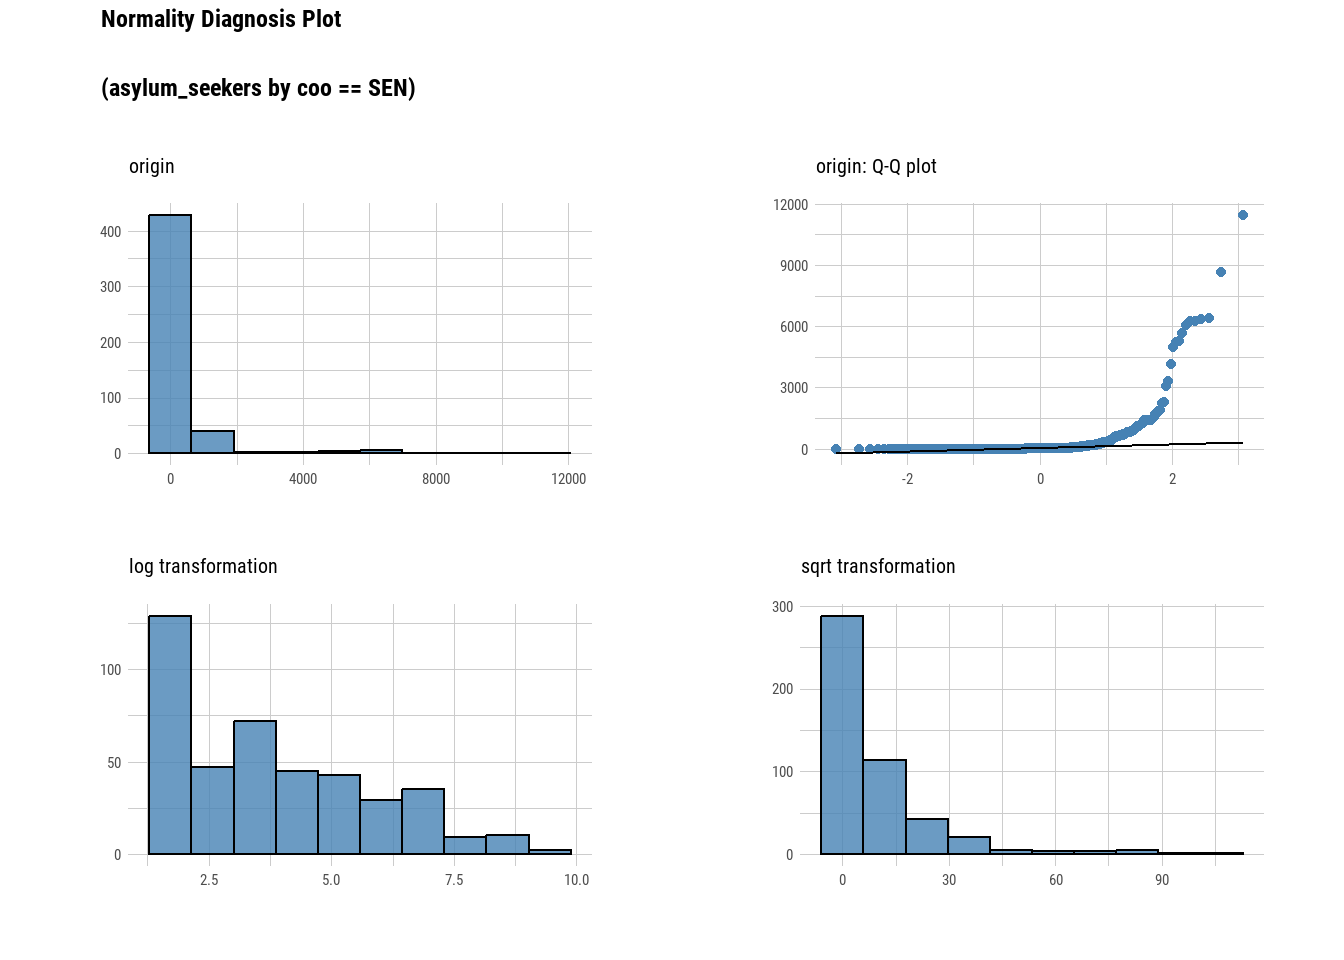 Normality Diagnosis Plot
(asylum_seekers by coo == SEN)
origin
400
300
200
100
0
0 4000 8000 12000
origin: Q-Q plot
12000
9000
6000
3000
0
-2 0 2
log transformation
100
50
0
2.5 5.0 7.5 10.0
sqrt transformation
300
200
100
0
0 30 60 90